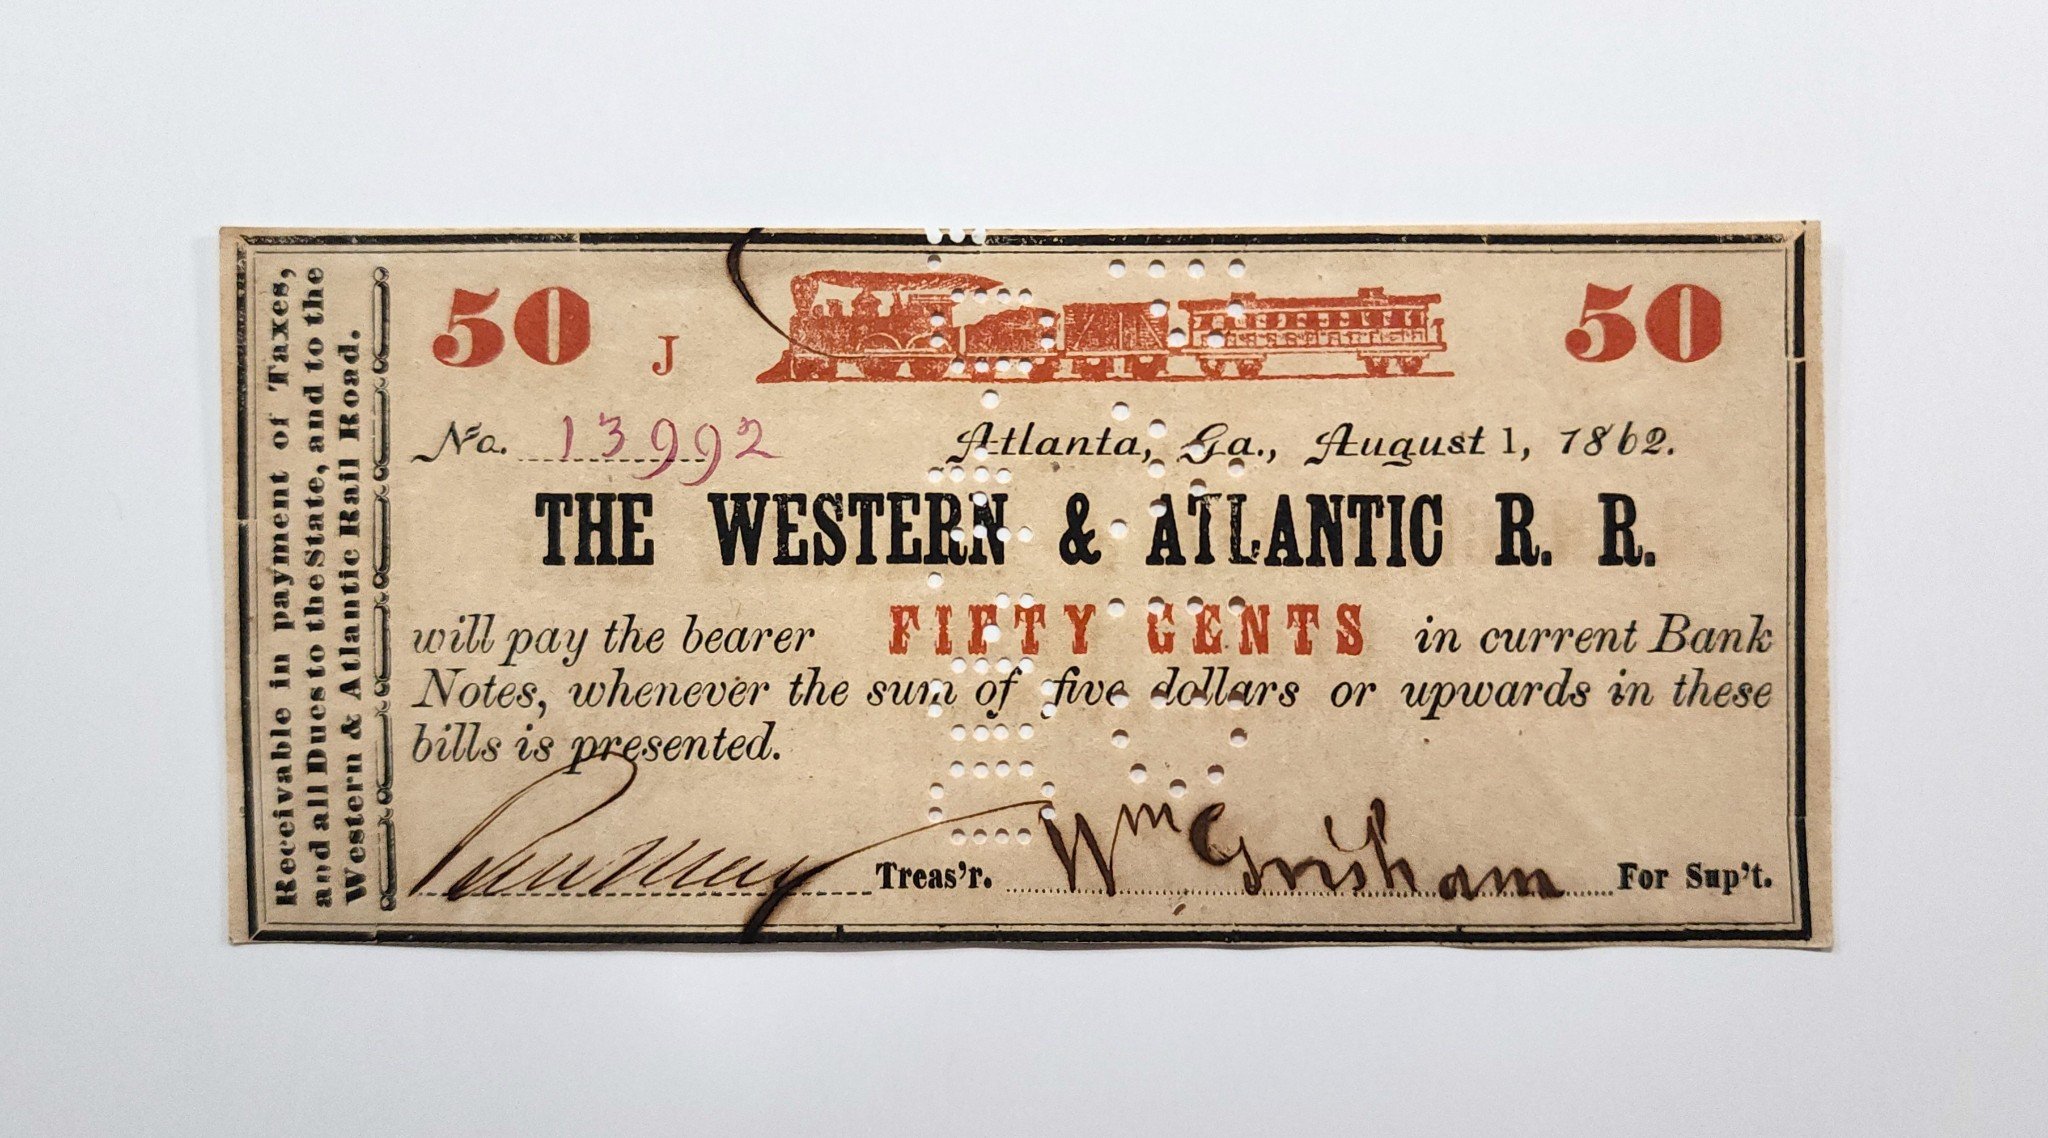 Receivable in payment of Taxes,
and all Dues to the State, and to the
Western & Atlantic Rail Road.
50 J 50
No. 13992 Atlanta, Ga., August 1, 1862.
THE WESTERN & ATLANTIC R. R.
will pay the bearer FIFTY CENTS in current Bank
Notes, whenever the sum of five dollars or upwards in these
bills is presented.
Treas'r. Wm Grisham For Sup't.